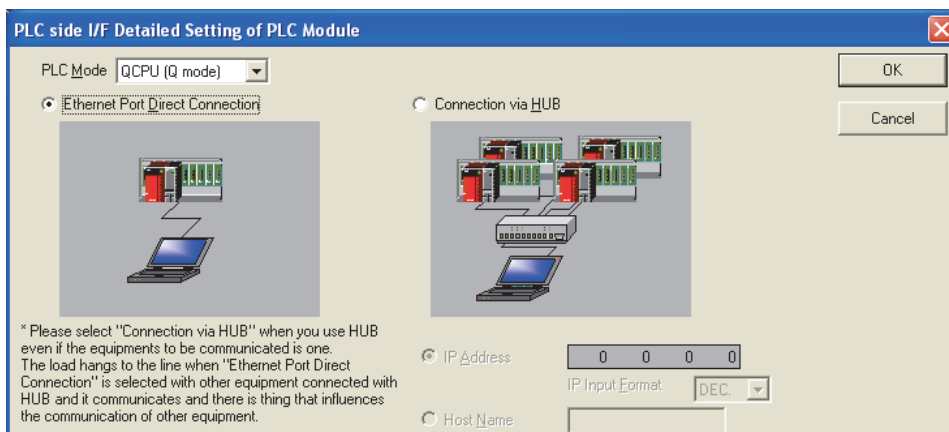 PLC side I/F Detailed Setting of PLC Module
PLC Mode QCPU (Q mode)
OK
Cancel
Ethernet Port Direct Connection
Connection via HUB
* Please select "Connection via HUB" when you use HUB
even if the equipments to be communicated is one.
The load hangs to the line when "Ethernet Port Direct
Connection" is selected with other equipment connected with
HUB and it communicates and there is thing that influences
the communication of other equipment.
IP Address 0 0 0 0
IP Input Format DEC.
Host Name